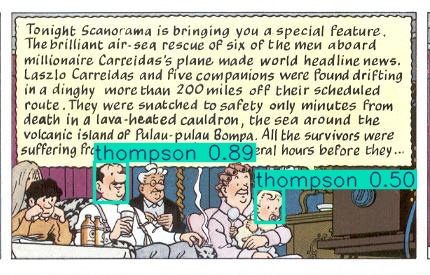 Tonight Scanorama is bringing you a special feature.
The brilliant air-sea rescue of six of the men aboard
millionaire Carreidas's plane made world headline news.
Laszlo Carreidas and five companions were found drifting
in a dinghy more than 200 miles off their scheduled
route. They were snatched to safety only minutes from
death in a lava-heated cauldron, the sea around the
volcanic island of Pulau-pulau Bompa. All the survivors were
suffering fr eral hours before they...
thompson 0.89
thompson 0.50